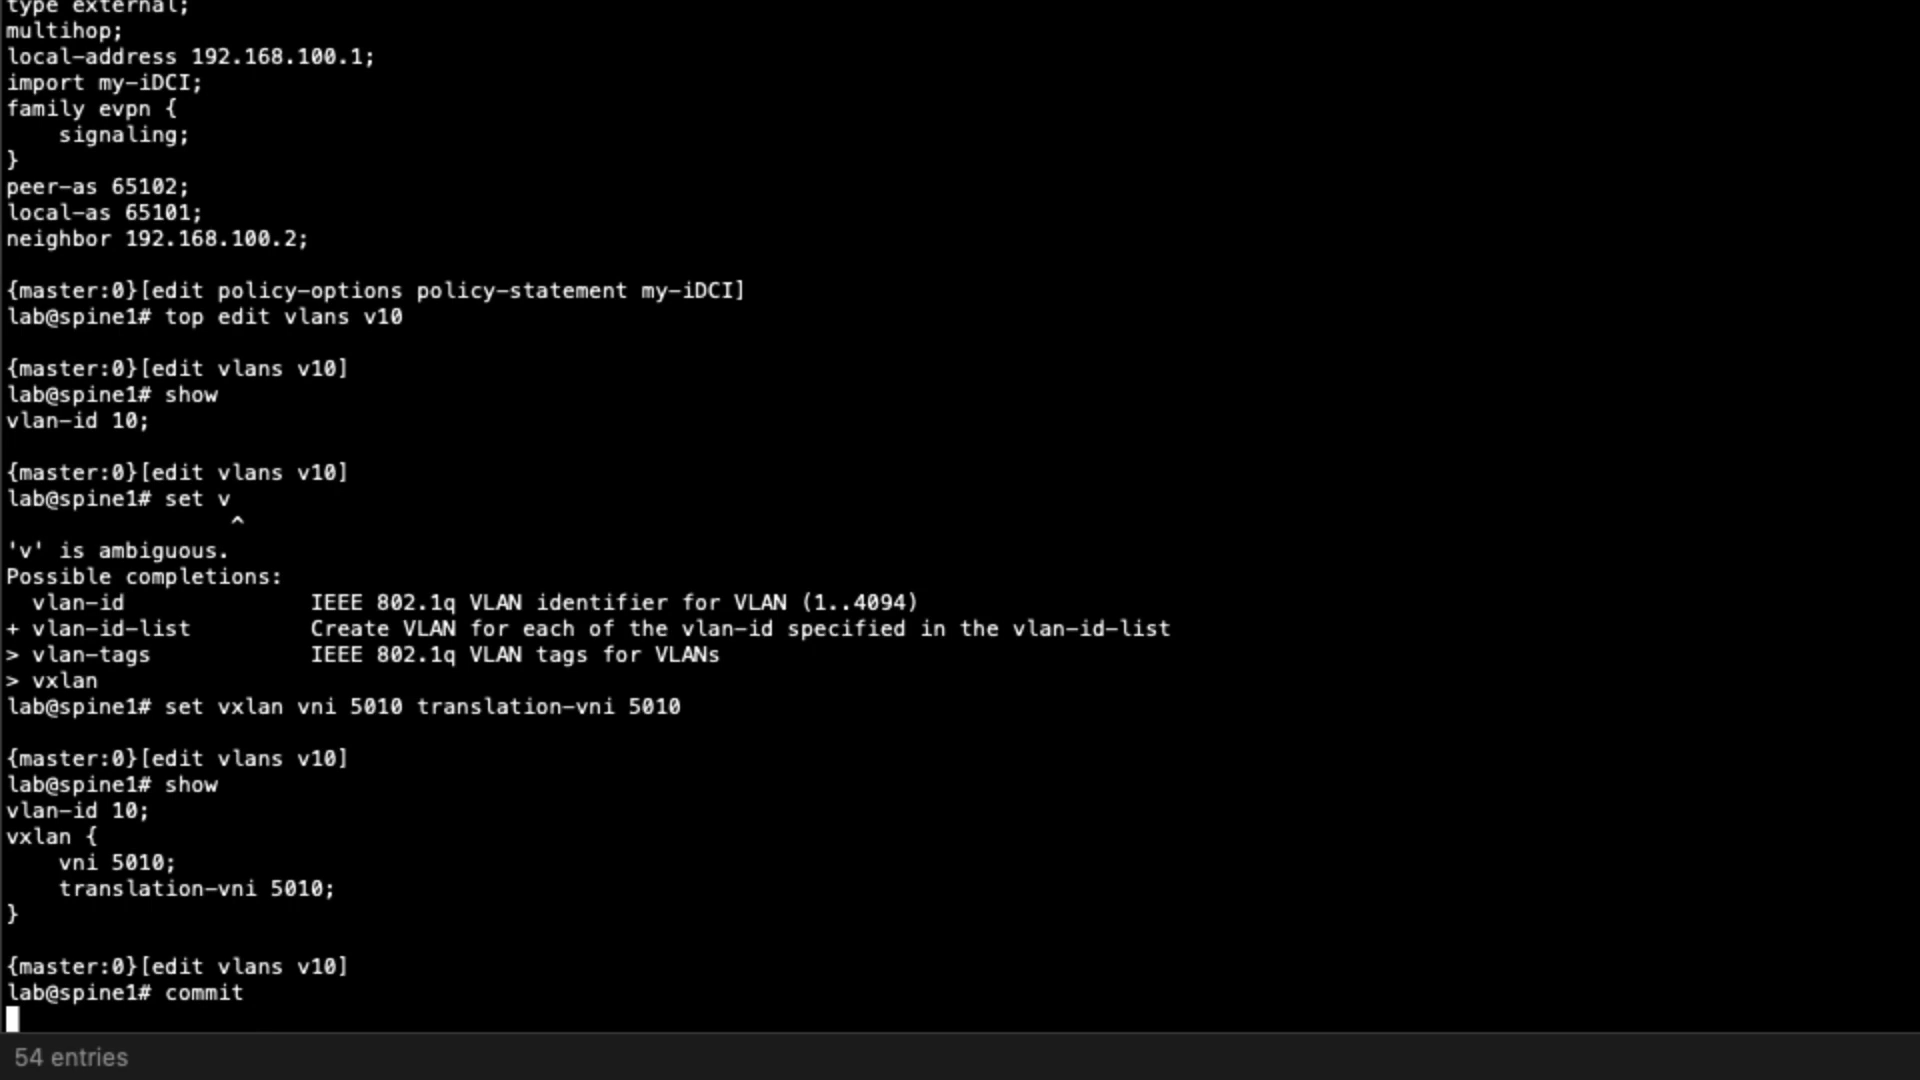 type external;
multihop;
local-address 192.168.100.1;
import my-iDCI;
family evpn {
    signaling;
}
peer-as 65102;
local-as 65101;
neighbor 192.168.100.2;

{master:0}[edit policy-options policy-statement my-iDCI]
lab@spine1# top edit vlans v10

{master:0}[edit vlans v10]
lab@spine1# show
vlan-id 10;

{master:0}[edit vlans v10]
lab@spine1# set v
                 ^
'v' is ambiguous.
Possible completions:
  vlan-id              IEEE 802.1q VLAN identifier for VLAN (1..4094)
+ vlan-id-list         Create VLAN for each of the vlan-id specified in the vlan-id-list
> vlan-tags            IEEE 802.1q VLAN tags for VLANs
> vxlan
lab@spine1# set vxlan vni 5010 translation-vni 5010

{master:0}[edit vlans v10]
lab@spine1# show
vlan-id 10;
vxlan {
    vni 5010;
    translation-vni 5010;
}

{master:0}[edit vlans v10]
lab@spine1# commit
54 entries